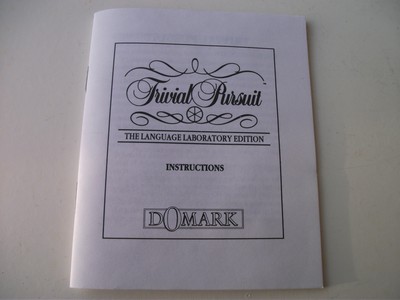 Trivial Pursuit
THE LANGUAGE LABORATORY EDITION
INSTRUCTIONS
DOMARK